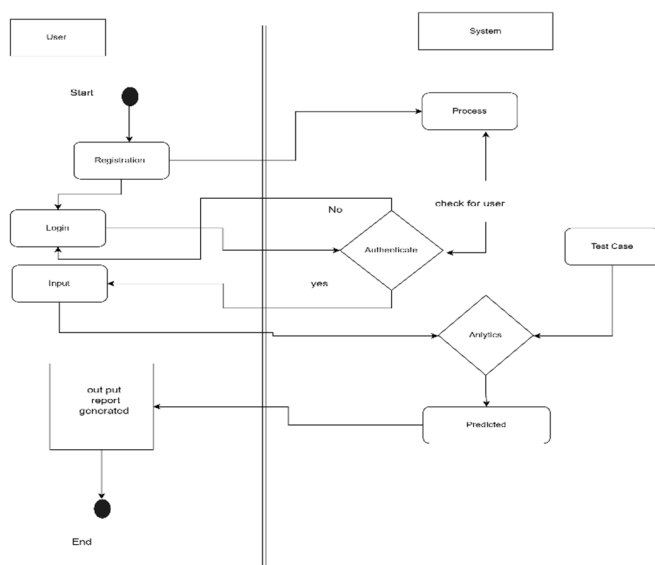 User
System
Start
Process
Registration
check for user
No
Login
Authenticate
Test Case
Input
yes
Anlytics
out put
report
generated
Predicted
End